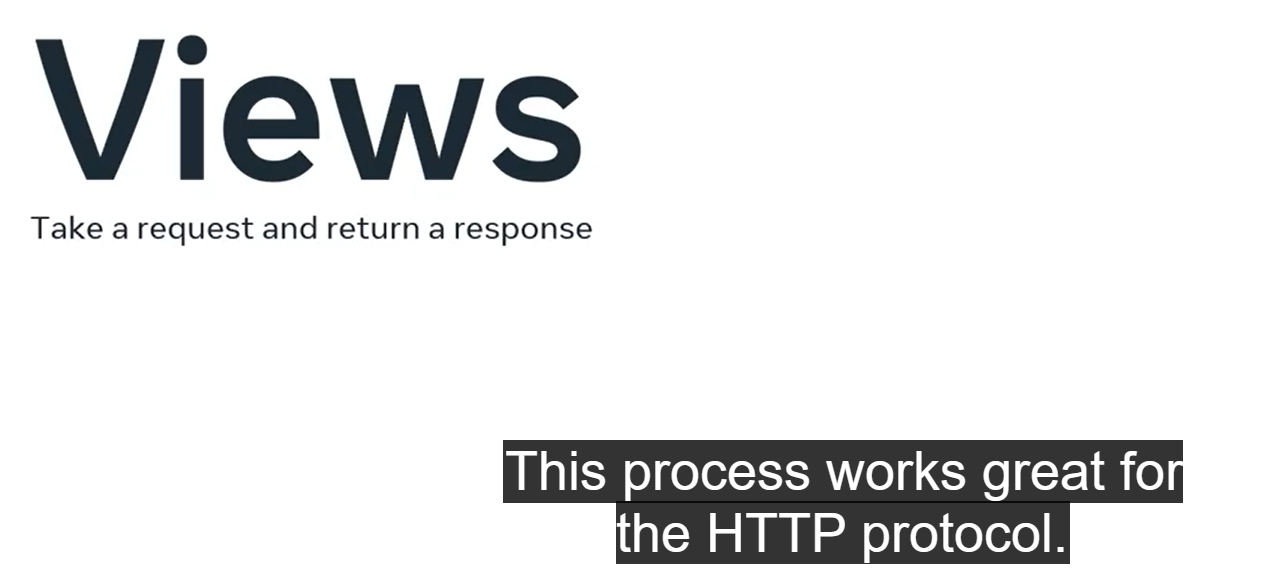 Views
Take a request and return a response
This process works great for
the HTTP protocol.